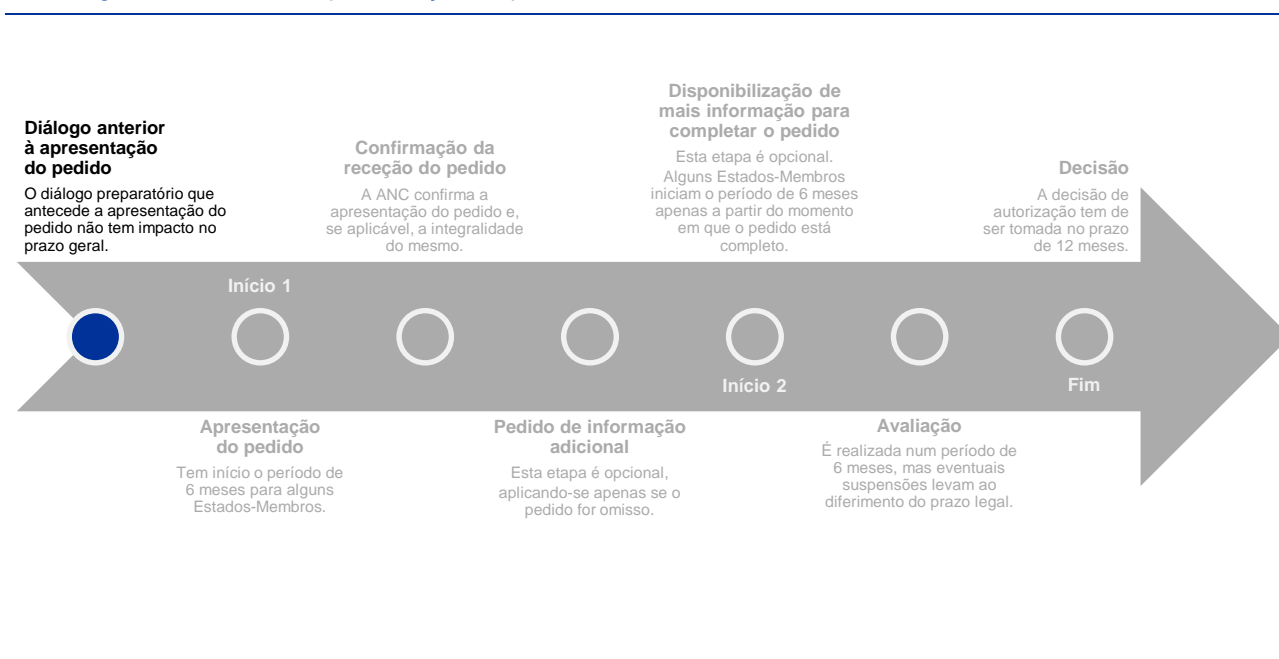 Diálogo anterior
à apresentação
do pedido
O diálogo preparatório que
antecede a apresentação do
pedido não tem impacto no
prazo geral.
Confirmação da
receção do pedido
A ANC confirma a
apresentação do pedido e,
se aplicável, a integralidade
do mesmo.
Disponibilização de
mais informação para
completar o pedido
Esta etapa é opcional.
Alguns Estados-Membros
iniciam o período de 6 meses
apenas a partir do momento
em que o pedido está
completo.
Decisão
A decisão de
autorização tem de
ser tomada no prazo
de 12 meses.
Início 1
Início 2
Fim
Apresentação
do pedido
Tem início o período de
6 meses para alguns
Estados-Membros.
Pedido de informação
adicional
Esta etapa é opcional,
aplicando-se apenas se o
pedido for omisso.
Avaliação
É realizada num período de
6 meses, mas eventuais
suspensões levam ao
diferimento do prazo legal.